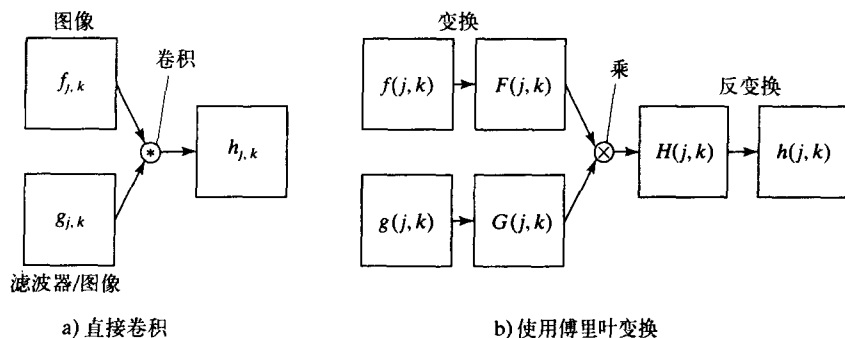 图像
f_{j,k}
卷积
*
h_{j,k}
g_{j,k}
滤波器/图像
a) 直接卷积
变换
f(j,k)
F(j,k)
乘
反变换
×
H(j,k)
h(j,k)
g(j,k)
G(j,k)
b) 使用傅里叶变换